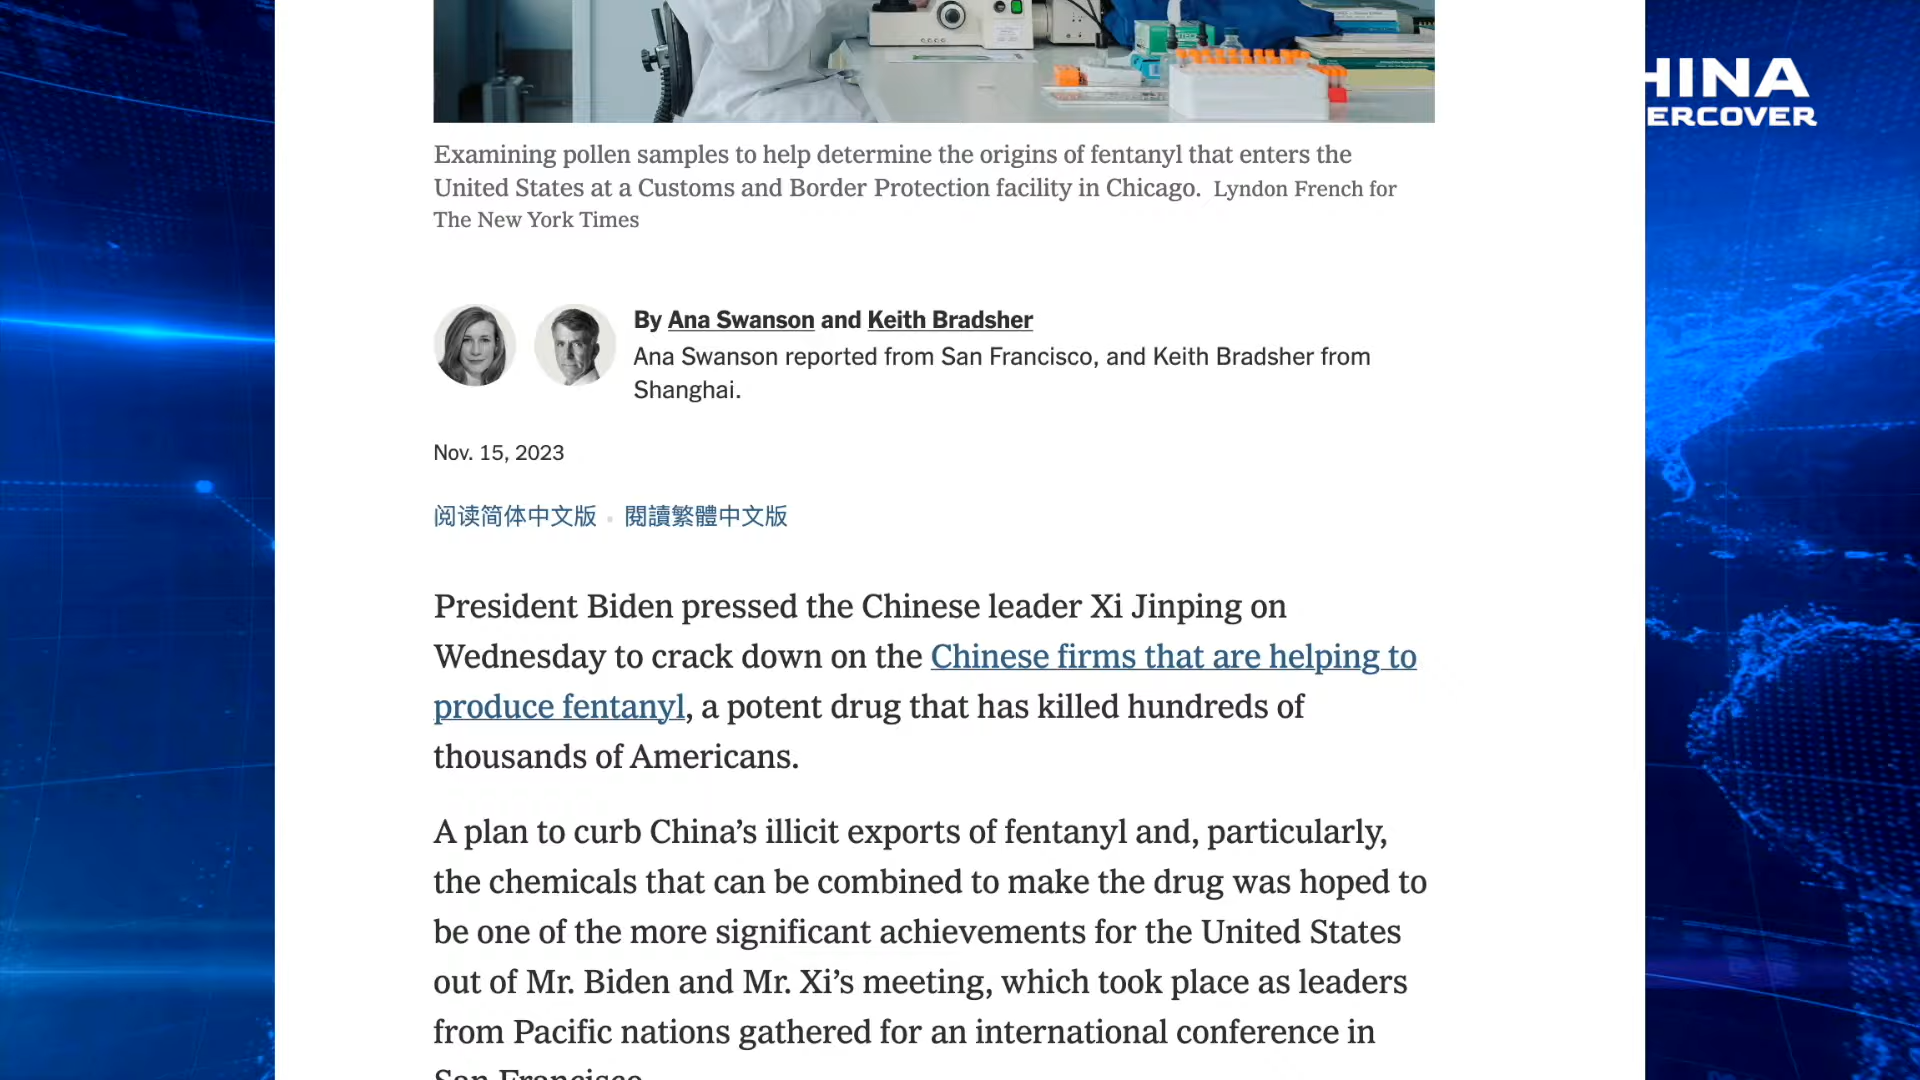 HINA
ERCOVER
Examining pollen samples to help determine the origins of fentanyl that enters the
United States at a Customs and Border Protection facility in Chicago. Lyndon French for
The New York Times
By Ana Swanson and Keith Bradsher
Ana Swanson reported from San Francisco, and Keith Bradsher from
Shanghai.
Nov. 15, 2023
阅读简体中文版 • 閱讀繁體中文版
President Biden pressed the Chinese leader Xi Jinping on
Wednesday to crack down on the Chinese firms that are helping to
produce fentanyl, a potent drug that has killed hundreds of
thousands of Americans.
A plan to curb China’s illicit exports of fentanyl and, particularly,
the chemicals that can be combined to make the drug was hoped to
be one of the more significant achievements for the United States
out of Mr. Biden and Mr. Xi’s meeting, which took place as leaders
from Pacific nations gathered for an international conference in
San Francisco.